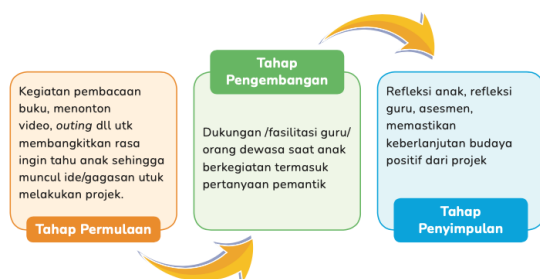 Kegiatan pembacaan
buku, menonton
video, outing dll utk
membangkitkan rasa
ingin tahu anak sehingga
muncul ide/gagasan utuk
melakukan projek.
Tahap Permulaan
Tahap
Pengembangan
Dukungan /fasilitasi guru/
orang dewasa saat anak
berkegiatan termasuk
pertanyaan pemantik
Refleksi anak, refleksi
guru, asesmen,
memastikan
keberlanjutan budaya
positif dari projek
Tahap
Penyimpulan